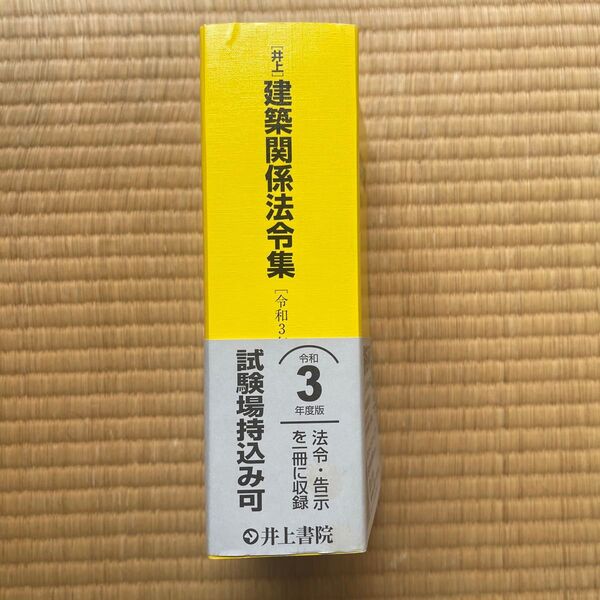 [井上]
建築関係法令集
[令和3年
令和
3
年度版
法令・告示
を一冊に収録
試験場持込み可
井上書院